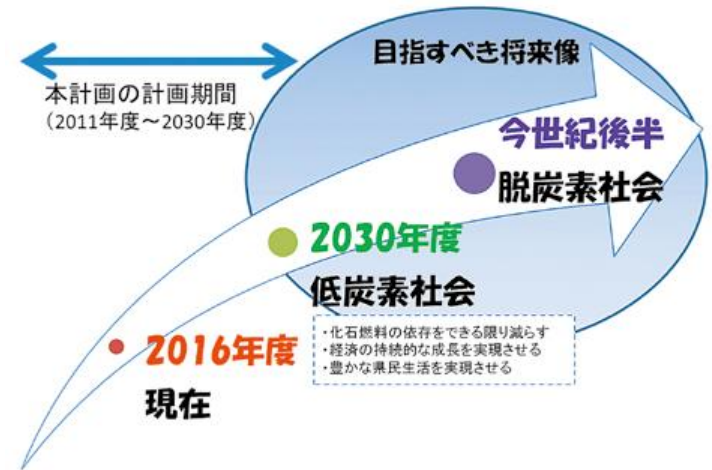 目指すべき将来像
本計画の計画期間
（2011年度～2030年度）
今世紀後半
脱炭素社会
2030年度
低炭素社会
・化石燃料の依存をできる限り減らす
・経済の持続的な成長を実現させる
・豊かな県民生活を実現させる
2016年度
現在